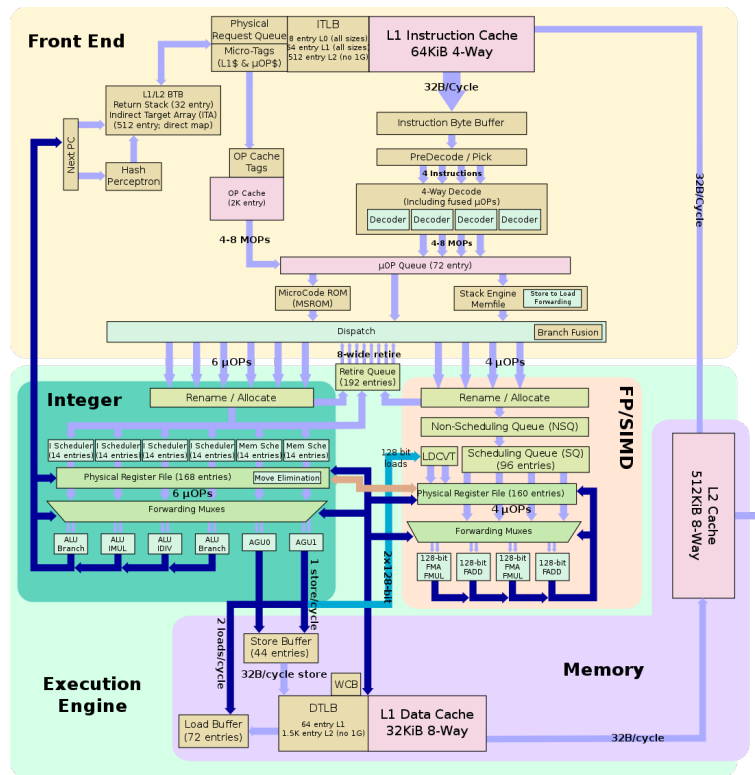 Front End
Physical
Request Queue
Micro-Tags
(L1$ & μOP$)
ITLB
8 entry L0 (all sizes)
64 entry L1 (all sizes)
512 entry L2 (no 1G)
L1 Instruction Cache
64KiB 4-Way
32B/Cycle
L1/L2 BTB
Return Stack (32 entry)
Indirect Target Array (ITA)
(512 entry; direct map)
Next PC
Hash
Perceptron
Instruction Byte Buffer
OP Cache
Tags
PreDecode / Pick
4 Instructions
OP Cache
(2K entry)
4-Way Decode
(Including fused μOPs)
Decoder
Decoder
Decoder
Decoder
32B/Cycle
4-8 MOPs
4-8 MOPs
μOP Queue (72 entry)
MicroCode ROM
(MSROM)
Stack Engine
Memfile
Store to Load
Forwarding
Dispatch
Branch Fusion
6 μOPs
8-wide retire
4 μOPs
Retire Queue
(192 entries)
Integer
Rename / Allocate
Rename / Allocate
FP/SIMD
Non-Scheduling Queue (NSQ)
I Scheduler
(14 entries)
I Scheduler
(14 entries)
I Scheduler
(14 entries)
I Scheduler
(14 entries)
Mem Sche
(14 entries)
Mem Sche
(14 entries)
128 bit
loads
LDCVT
Scheduling Queue (SQ)
(96 entries)
Physical Register File (168 entries)
Move Elimination
Physical Register File (160 entries)
6 μOPs
4 μOPs
Forwarding Muxes
Forwarding Muxes
ALU
Branch
ALU
IMUL
ALU
IDIV
ALU
Branch
AGU0
AGU1
128-bit
FMA
FMUL
128-bit
FADD
128-bit
FMA
FMUL
128-bit
FADD
1 store/cycle
2x128-bit
2 loads/cycle
L2 Cache
512KiB 8-Way
Store Buffer
(44 entries)
32B/cycle store
WCB
Memory
Execution
Engine
Load Buffer
(72 entries)
DTLB
64 entry L1
1.5K entry L2 (no 1G)
L1 Data Cache
32KiB 8-Way
32B/cycle